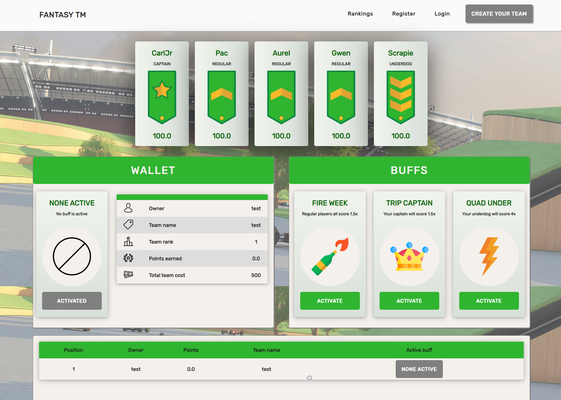 FANTASY TM
Rankings Register Login CREATE YOUR TEAM
CarlJr Pac Aurel Gwen Scrapie
CAPTAIN REGULAR REGULAR REGULAR UNDERDOG
100.0 100.0 100.0 100.0 100.0
WALLET
NONE ACTIVE
No buff is active
ACTIVATED
Owner test
Team name test
Team rank 1
Points earned 0.0
Total team cost 500
BUFFS
FIRE WEEK
Regular players all score 1.5x
ACTIVATE
TRIP CAPTAIN
Your captain will score 1.5x
ACTIVATE
QUAD UNDER
Your underdog will score 4x
ACTIVATE
Position Owner Points Team name Active buff
1 test 0.0 test NONE ACTIVE